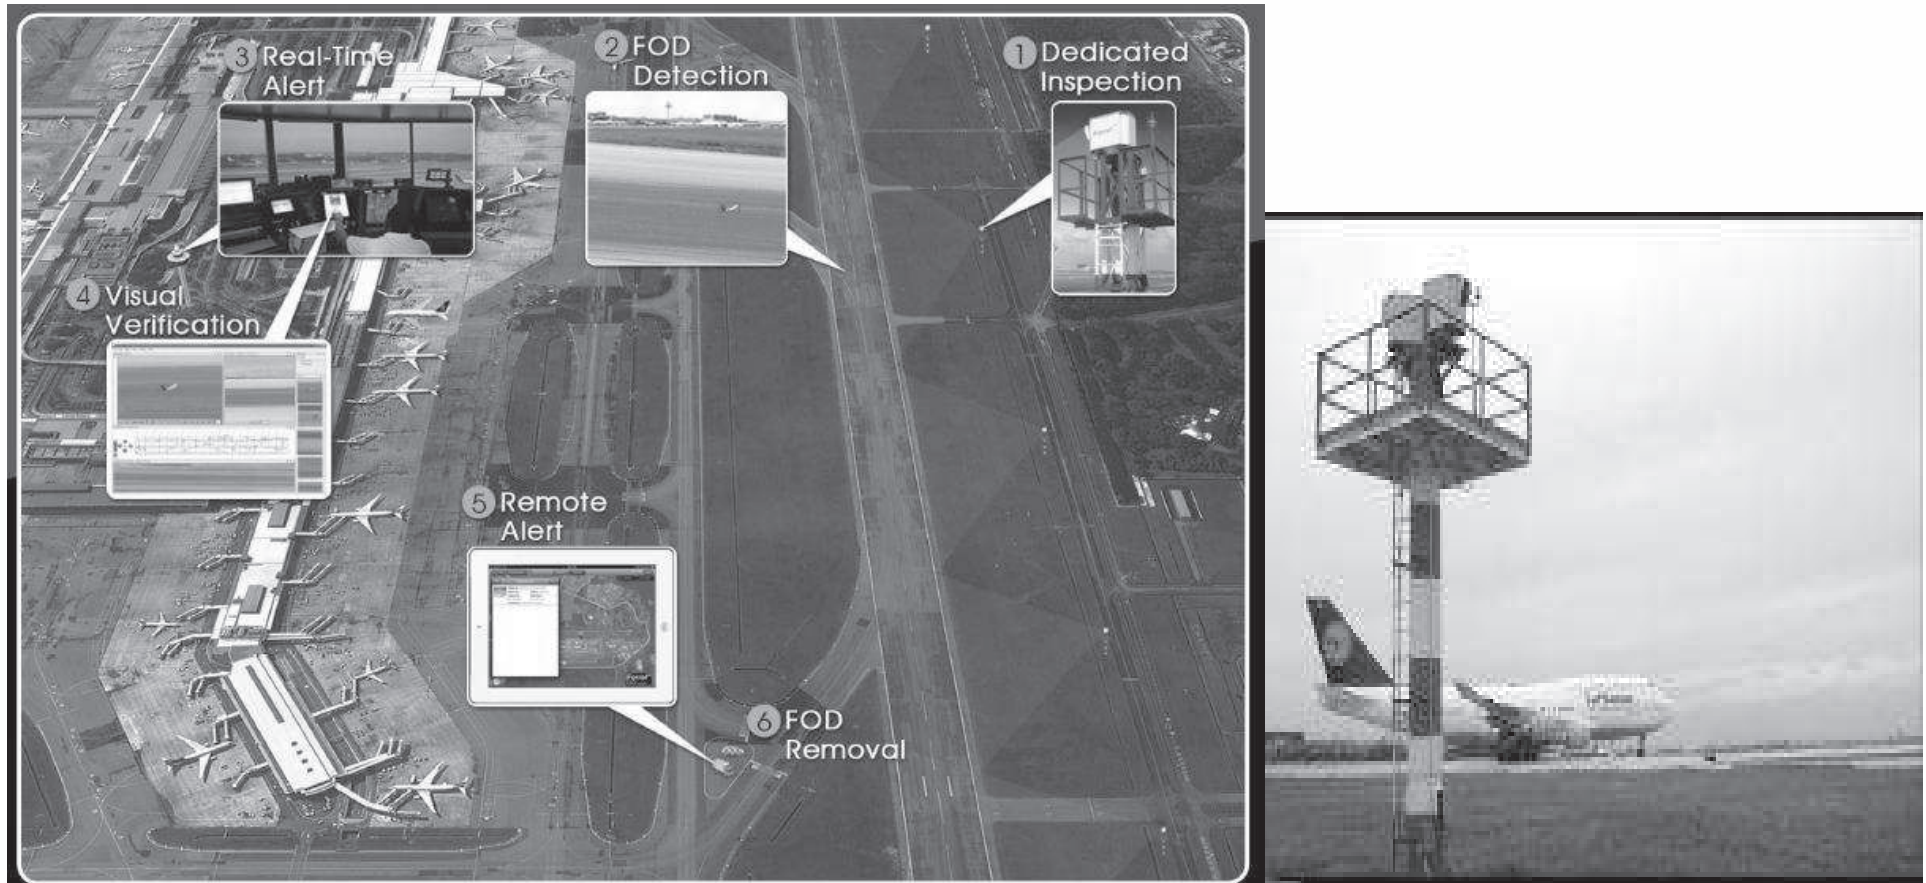 3 Real-Time
Alert
2 FOD
Detection
1 Dedicated
Inspection
4 Visual
Verification
5 Remote
Alert
6 FOD
Removal